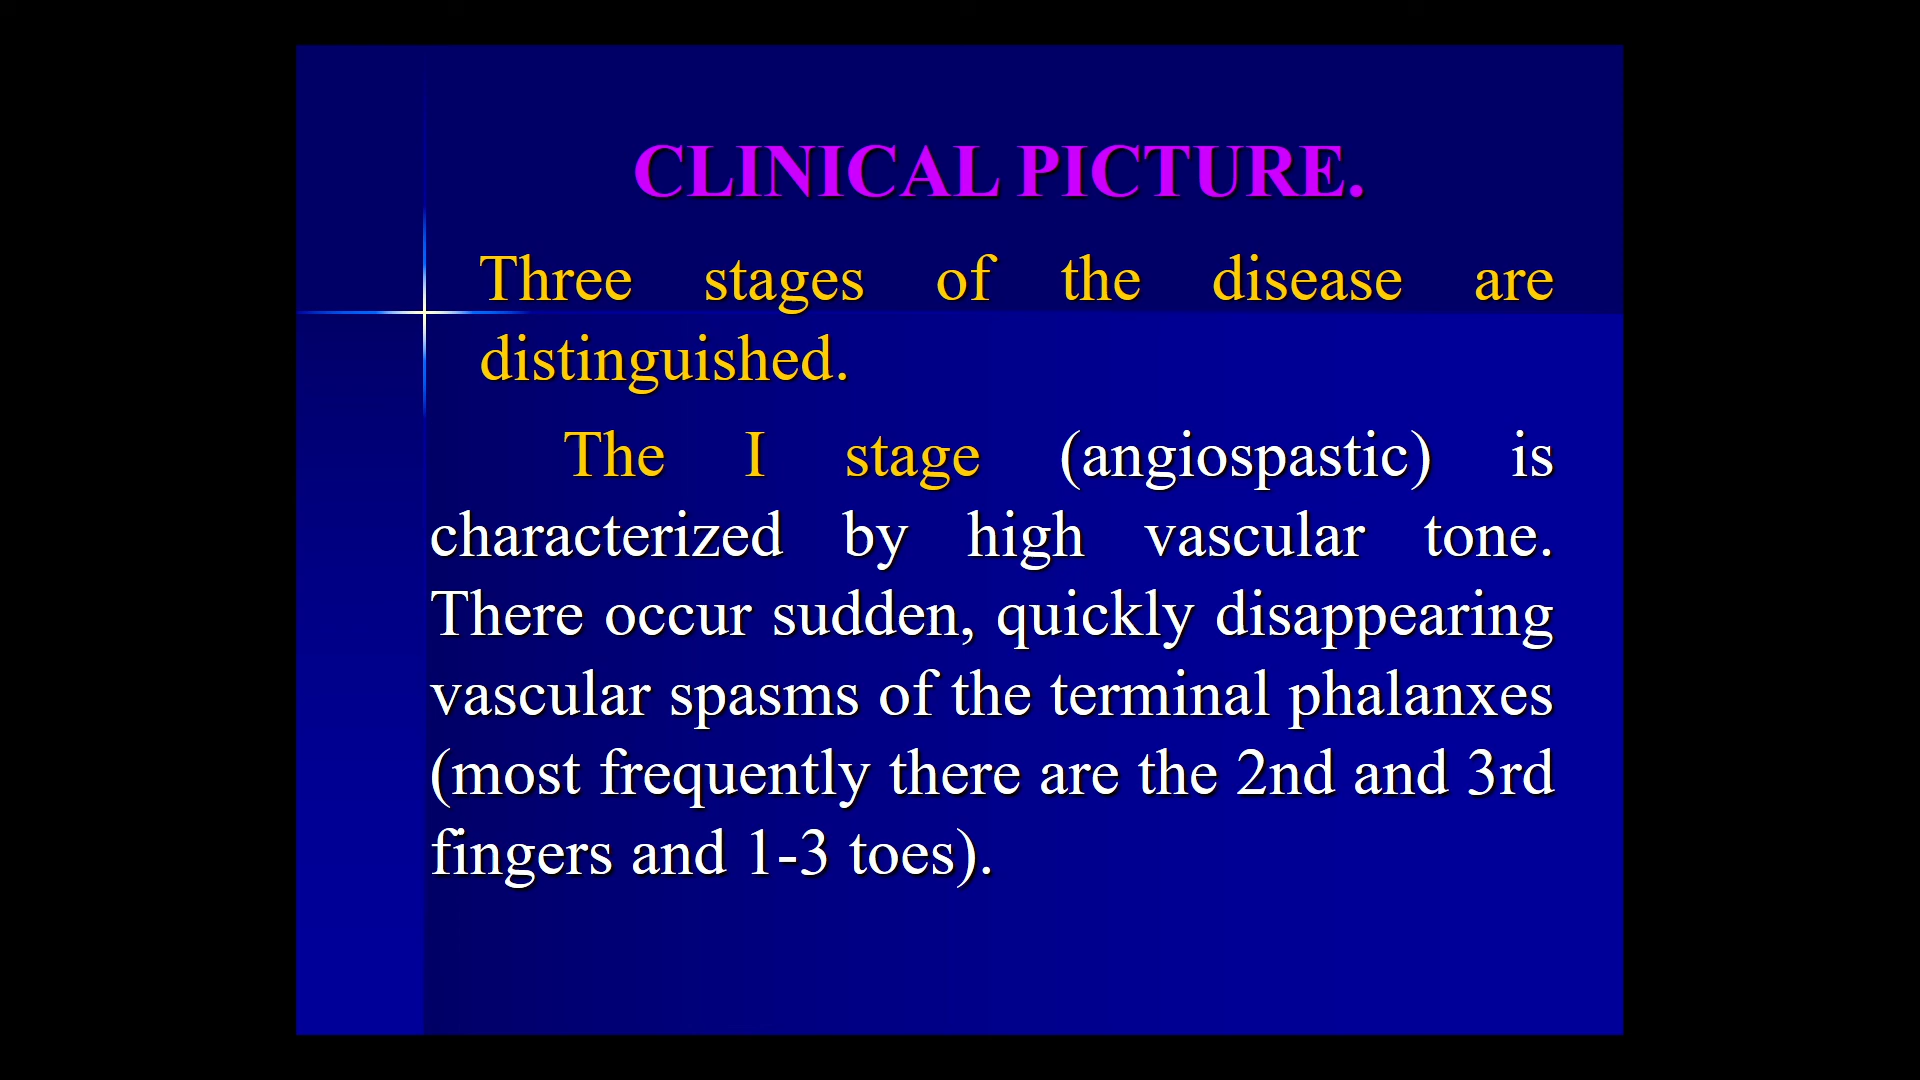 CLINICAL PICTURE.
Three stages of the disease are
distinguished.
The I stage (angiospastic) is
characterized by high vascular tone.
There occur sudden, quickly disappearing
vascular spasms of the terminal phalanxes
(most frequently there are the 2nd and 3rd
fingers and 1-3 toes).